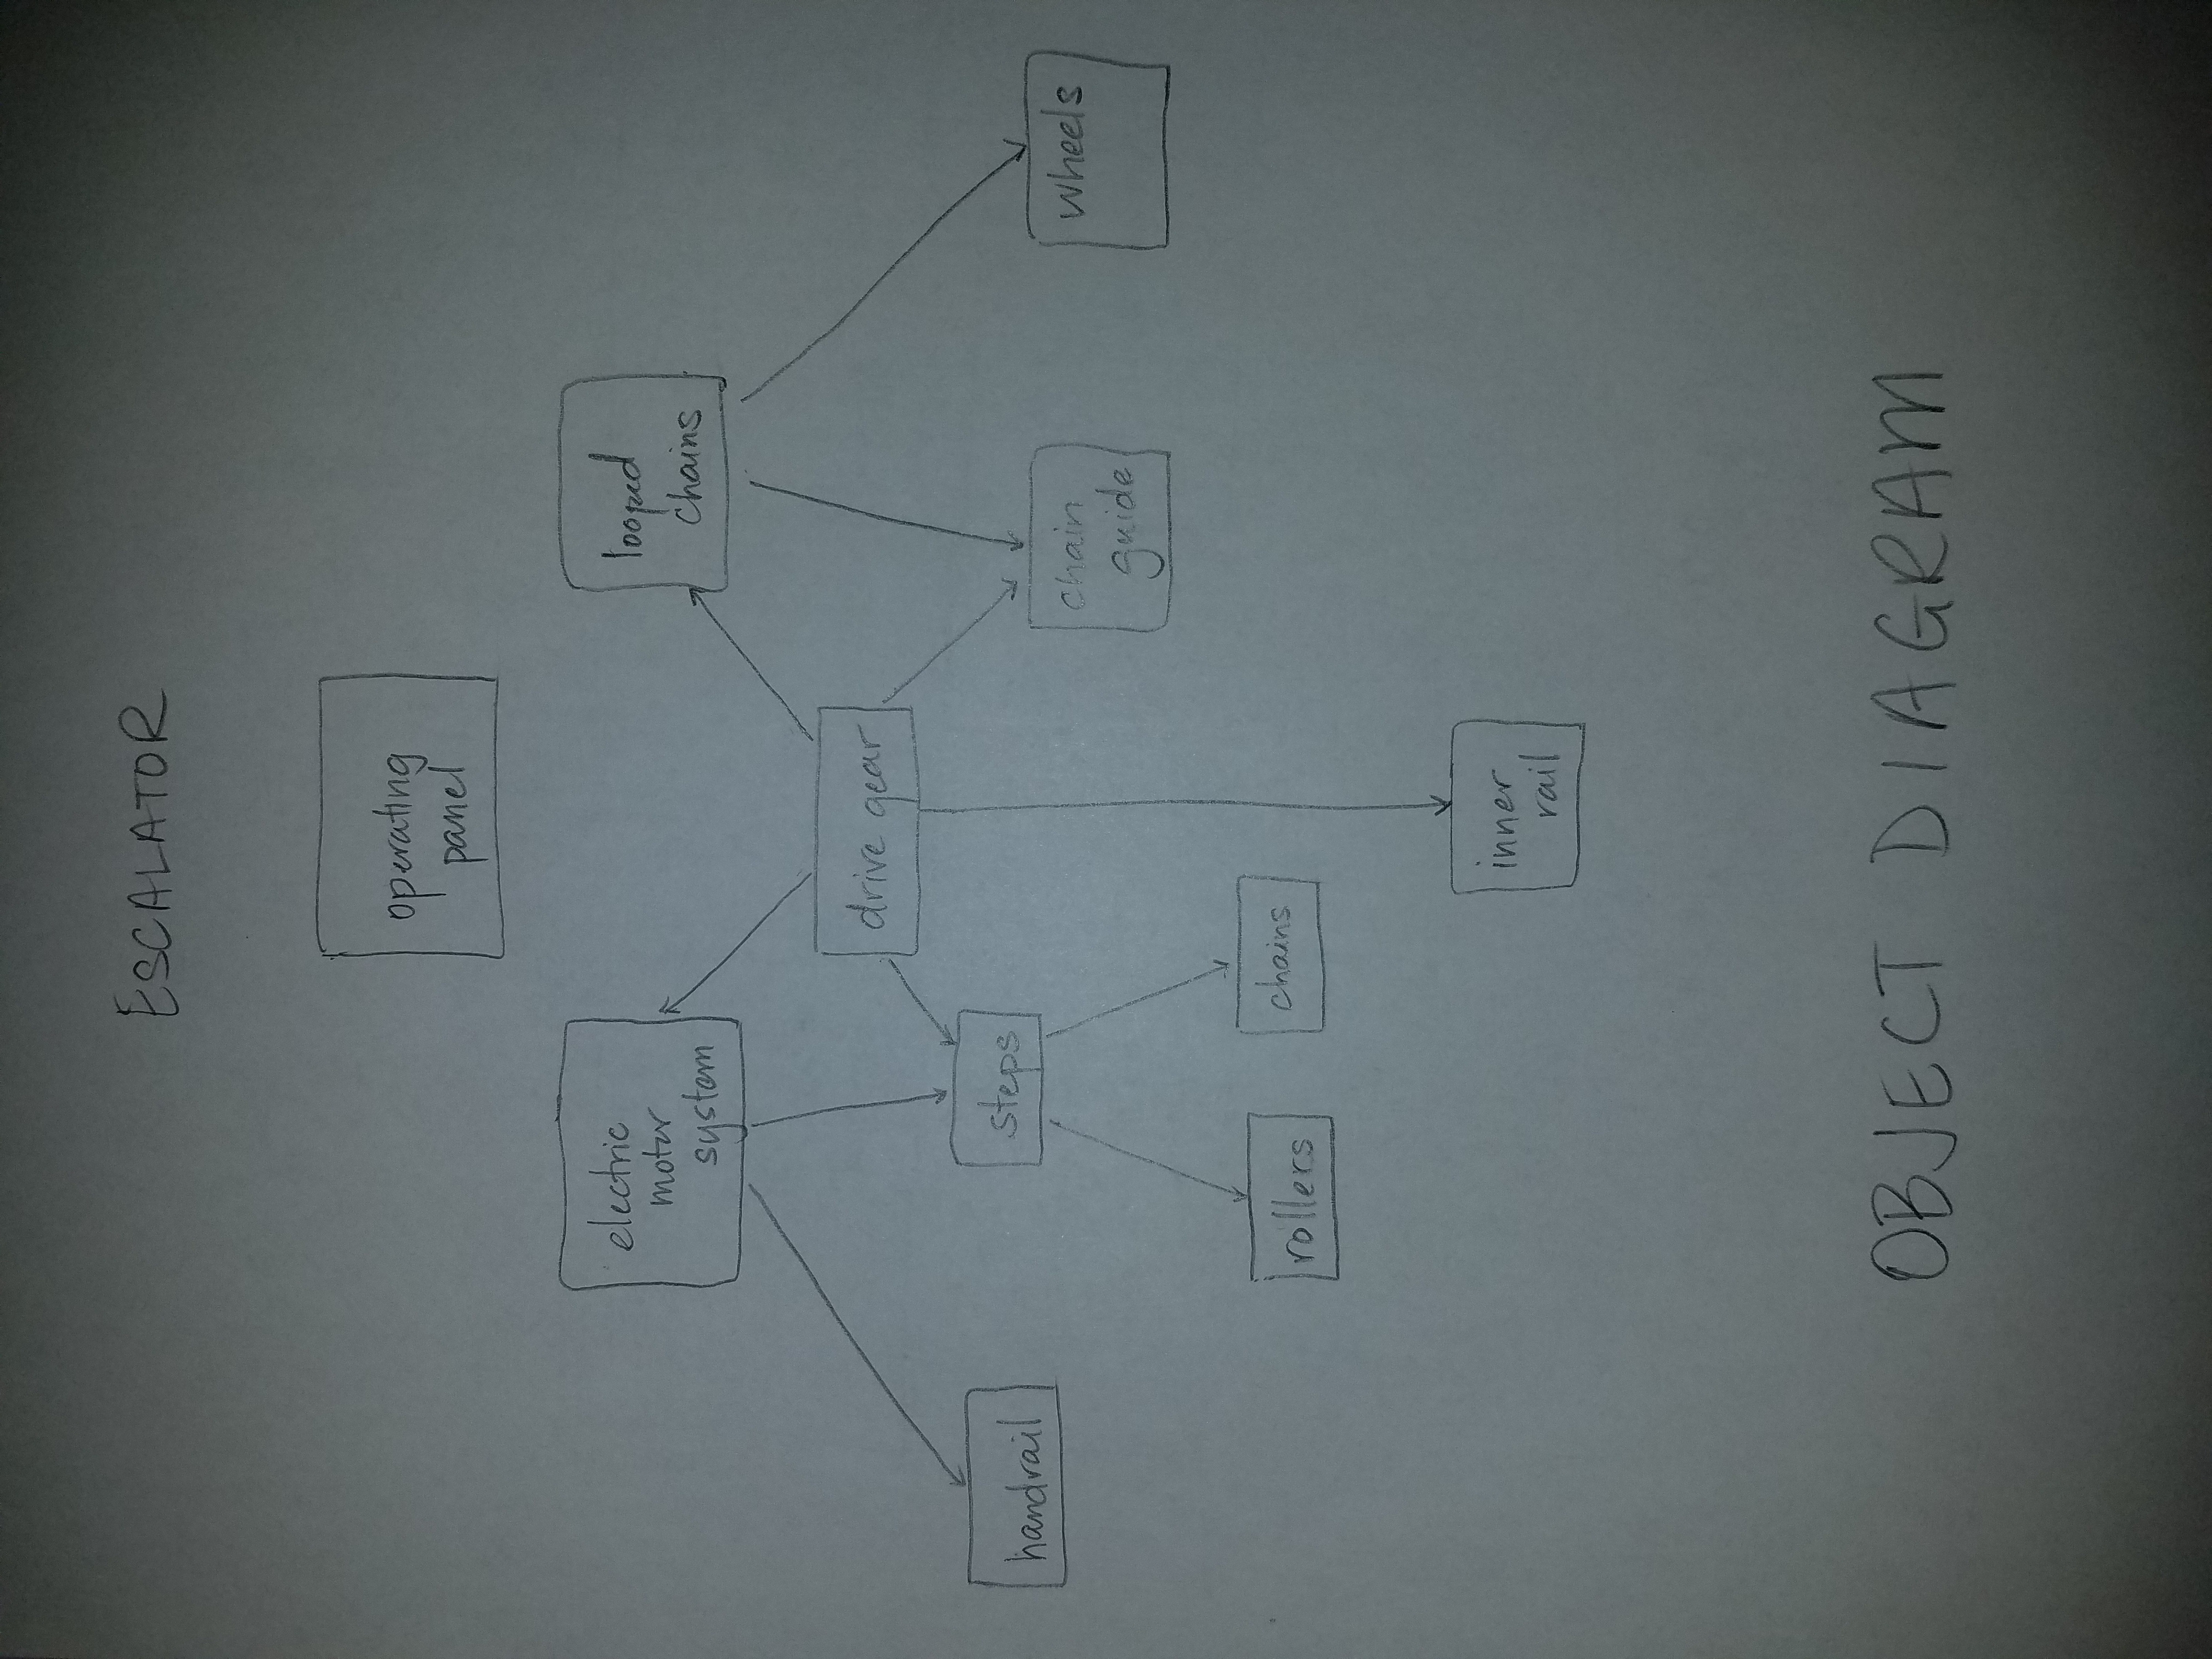 ESCALATOR
operating
panel
electric
motor
system
looped
chains
drive gear
handrail
steps
chain
guide
wheels
rollers
chains
inner
rail
OBJECT DIAGRAM